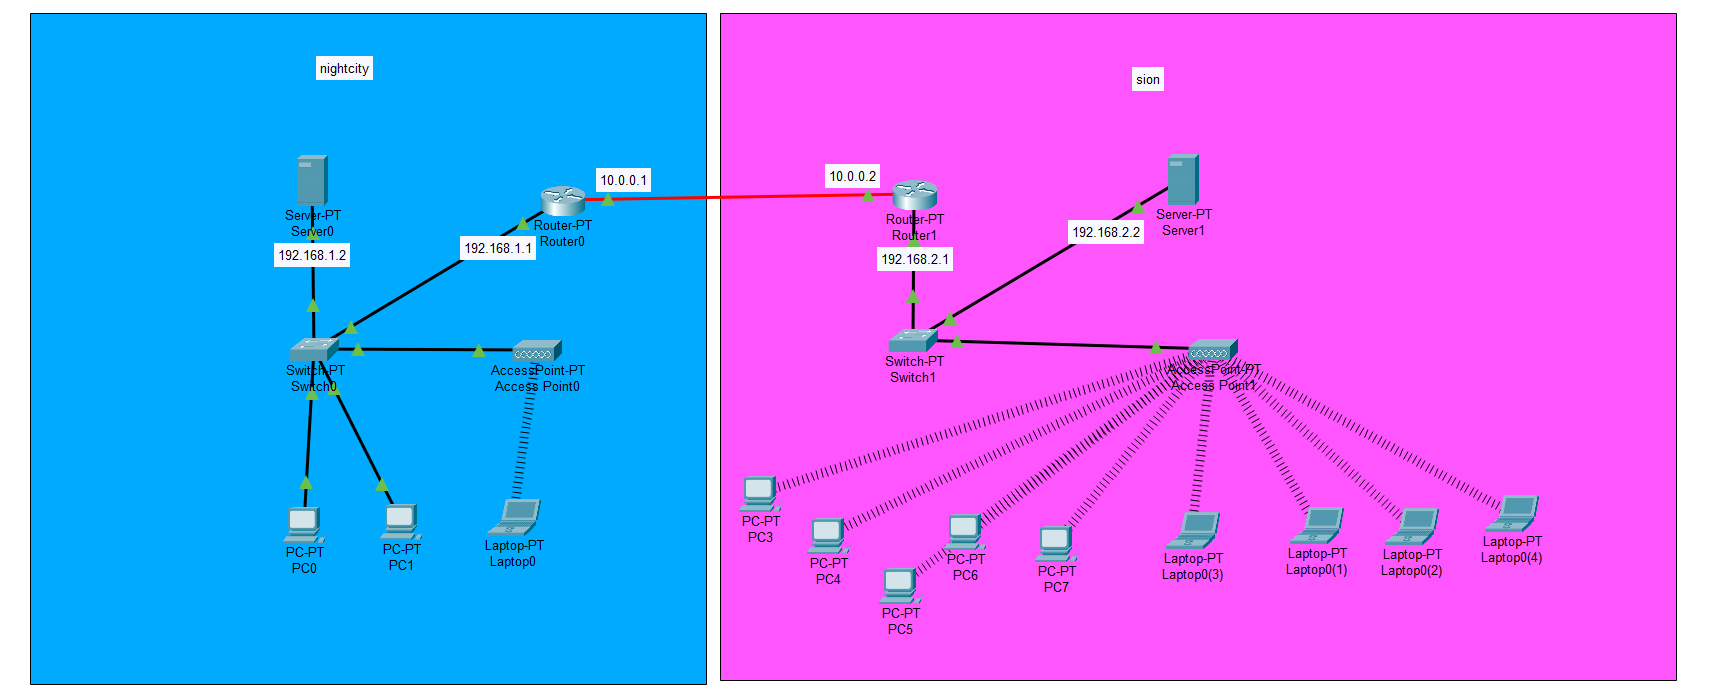 nightcity
Server-PT
Server0
192.168.1.2
10.0.0.1
Router-PT
Router0
192.168.1.1
Switch-PT
Switch0
AccessPoint-PT
Access Point0
PC-PT
PC0
PC-PT
PC1
Laptop-PT
Laptop0
sion
10.0.0.2
Router-PT
Router1
192.168.2.1
Server-PT
Server1
192.168.2.2
Switch-PT
Switch1
AccessPoint-PT
Access Point1
PC-PT
PC3
PC-PT
PC4
PC-PT
PC5
PC-PT
PC6
PC-PT
PC7
Laptop-PT
Laptop0(3)
Laptop-PT
Laptop0(1)
Laptop-PT
Laptop0(2)
Laptop-PT
Laptop0(4)